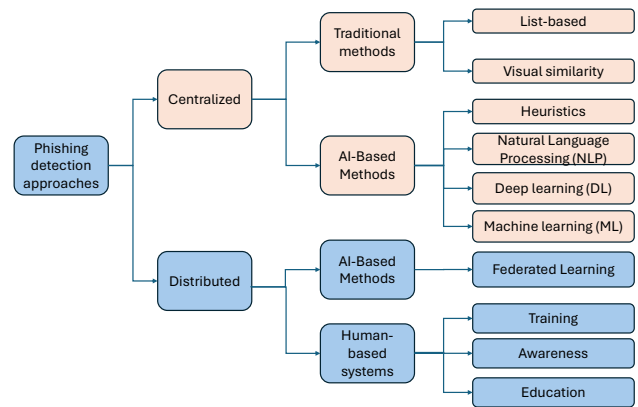 Phishing
detection
approaches
Centralized
Distributed
Traditional
methods
AI-Based
Methods
AI-Based
Methods
Human-
based
systems
List-based
Visual similarity
Heuristics
Natural Language
Processing (NLP)
Deep learning (DL)
Machine learning (ML)
Federated Learning
Training
Awareness
Education